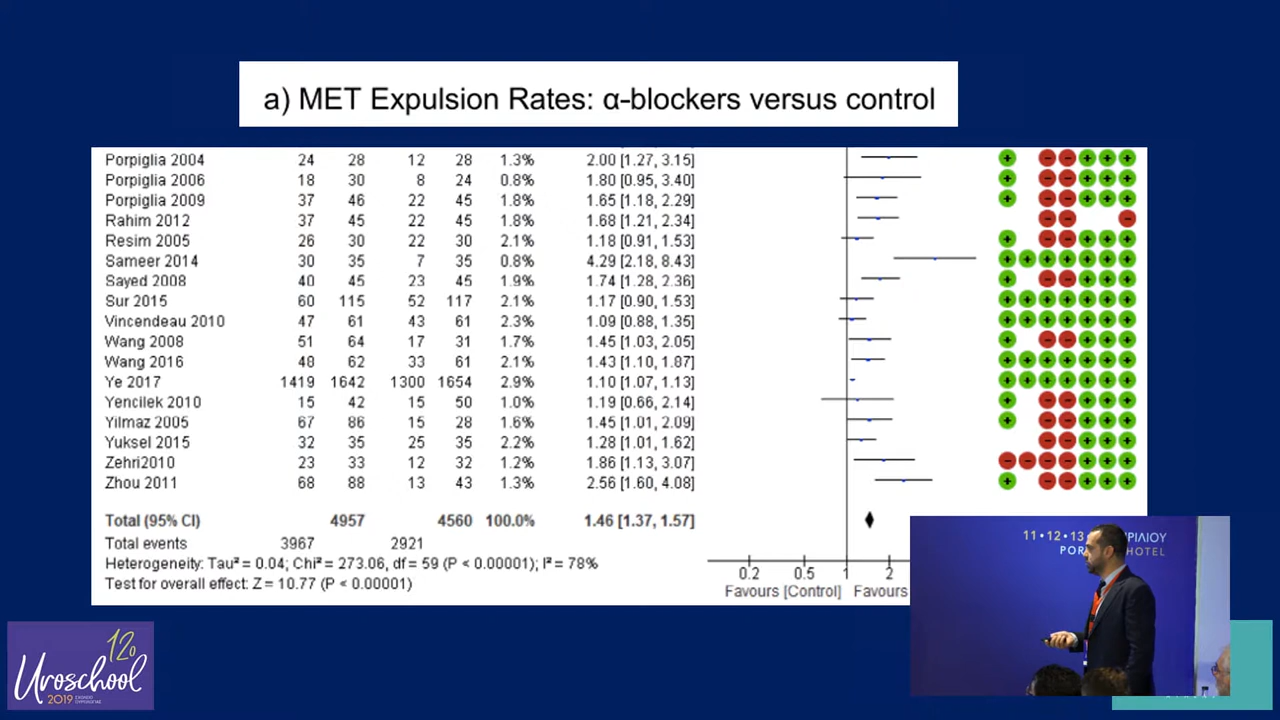 a) MET Expulsion Rates: α-blockers versus control
Porpiglia 2004 24 28 12 28 1.3% 2.00 [1.27, 3.15]
Porpiglia 2006 18 30 8 24 0.8% 1.80 [0.95, 3.40]
Porpiglia 2009 37 46 22 45 1.8% 1.65 [1.18, 2.29]
Rahim 2012 37 45 22 45 1.8% 1.68 [1.21, 2.34]
Resim 2005 26 30 22 30 2.1% 1.18 [0.91, 1.53]
Sameer 2014 30 35 7 35 0.8% 4.29 [2.18, 8.43]
Sayed 2008 40 45 23 45 1.9% 1.74 [1.28, 2.36]
Sur 2015 60 115 52 117 2.1% 1.17 [0.90, 1.53]
Vincendeau 2010 47 61 43 61 2.3% 1.09 [0.88, 1.35]
Wang 2008 51 64 17 31 1.7% 1.45 [1.03, 2.05]
Wang 2016 48 62 33 61 2.1% 1.43 [1.10, 1.87]
Ye 2017 1419 1642 1300 1654 2.9% 1.10 [1.07, 1.13]
Yencilek 2010 15 42 15 50 1.0% 1.19 [0.66, 2.14]
Yilmaz 2005 67 86 15 28 1.6% 1.45 [1.01, 2.09]
Yuksel 2015 32 35 25 35 2.2% 1.28 [1.01, 1.62]
Zehri2010 23 33 12 32 1.2% 1.86 [1.13, 3.07]
Zhou 2011 68 88 13 43 1.3% 2.56 [1.60, 4.08]
Total (95% CI) 4957 4560 100.0% 1.46 [1.37, 1.57]
Total events 3967 2921
Heterogeneity: Tau² = 0.04; Chi² = 273.06, df = 59 (P < 0.00001); I² = 78%
Test for overall effect: Z = 10.77 (P < 0.00001)
0.2 0.5 1 2
Favours [Control] Favours
11 • 12 • 13
HOTEL
12ο
Uroschool
2019 ΣΧΟΛΕΙΟ
ΟΥΡΟΛΟΓΙΑΣ